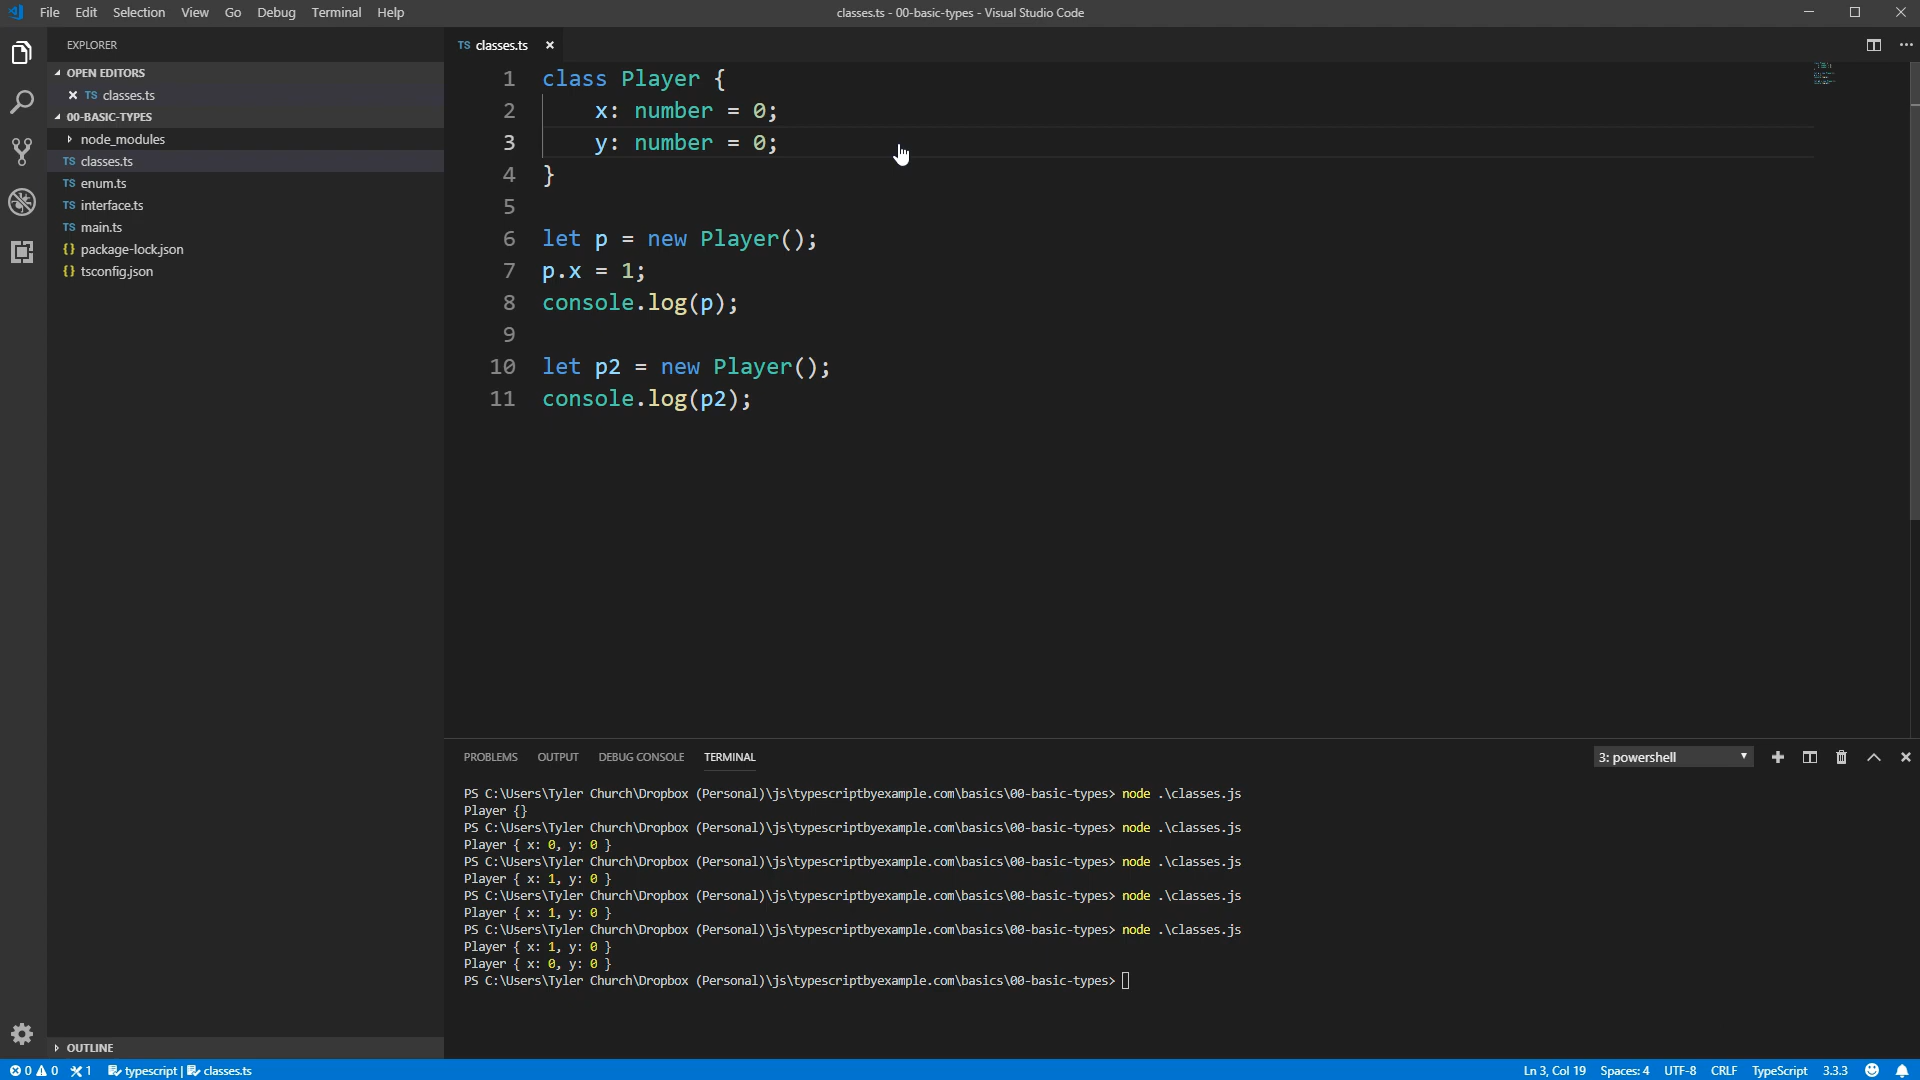 File Edit Selection View Go Debug Terminal Help
classes.ts - 00-basic-types - Visual Studio Code
EXPLORER
OPEN EDITORS
TS classes.ts
00-BASIC-TYPES
node_modules
TS classes.ts
TS enum.ts
TS interface.ts
TS main.ts
{} package-lock.json
{} tsconfig.json
OUTLINE
TS classes.ts
1 class Player {
2 x: number = 0;
3 y: number = 0;
4 }
5
6 let p = new Player();
7 p.x = 1;
8 console.log(p);
9
10 let p2 = new Player();
11 console.log(p2);
PROBLEMS OUTPUT DEBUG CONSOLE TERMINAL
3: powershell
PS C:\Users\Tyler Church\Dropbox (Personal)\js\typescriptbyexample.com\basics\00-basic-types> node .\classes.js
Player {}
PS C:\Users\Tyler Church\Dropbox (Personal)\js\typescriptbyexample.com\basics\00-basic-types> node .\classes.js
Player { x: 0, y: 0 }
PS C:\Users\Tyler Church\Dropbox (Personal)\js\typescriptbyexample.com\basics\00-basic-types> node .\classes.js
Player { x: 1, y: 0 }
PS C:\Users\Tyler Church\Dropbox (Personal)\js\typescriptbyexample.com\basics\00-basic-types> node .\classes.js
Player { x: 1, y: 0 }
PS C:\Users\Tyler Church\Dropbox (Personal)\js\typescriptbyexample.com\basics\00-basic-types> node .\classes.js
Player { x: 1, y: 0 }
Player { x: 0, y: 0 }
PS C:\Users\Tyler Church\Dropbox (Personal)\js\typescriptbyexample.com\basics\00-basic-types>
0 0 1 typescript | classes.ts
Ln 3, Col 19 Spaces: 4 UTF-8 CRLF TypeScript 3.3.3